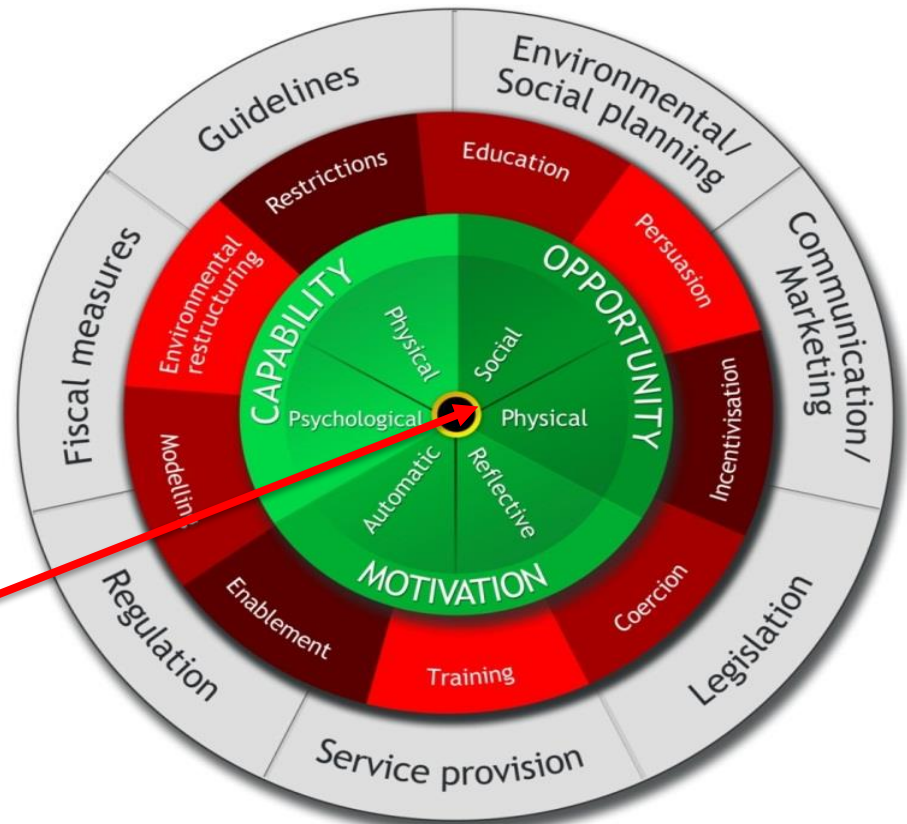 Guidelines
Environmental/
Social planning
Communication/
Marketing
Legislation
Service provision
Regulation
Fiscal measures
Restrictions
Education
Persuasion
Incentivisation
Coercion
Training
Enablement
Modelling
Environmental
restructuring
CAPABILITY
OPPORTUNITY
MOTIVATION
Physical
Social
Physical
Reflective
Automatic
Psychological